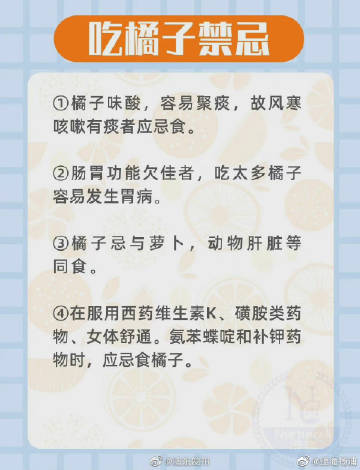 吃橘子禁忌
①橘子味酸，容易聚痰，故风寒
咳嗽有痰者应忌食。
②肠胃功能欠佳者，吃太多橘子
容易发生胃病。
③橘子忌与萝卜，动物肝脏等
同食。
④在服用西药维生素K、磺胺类药
物、女体舒通。氨苯蝶啶和补钾药
物时，应忌食橘子。